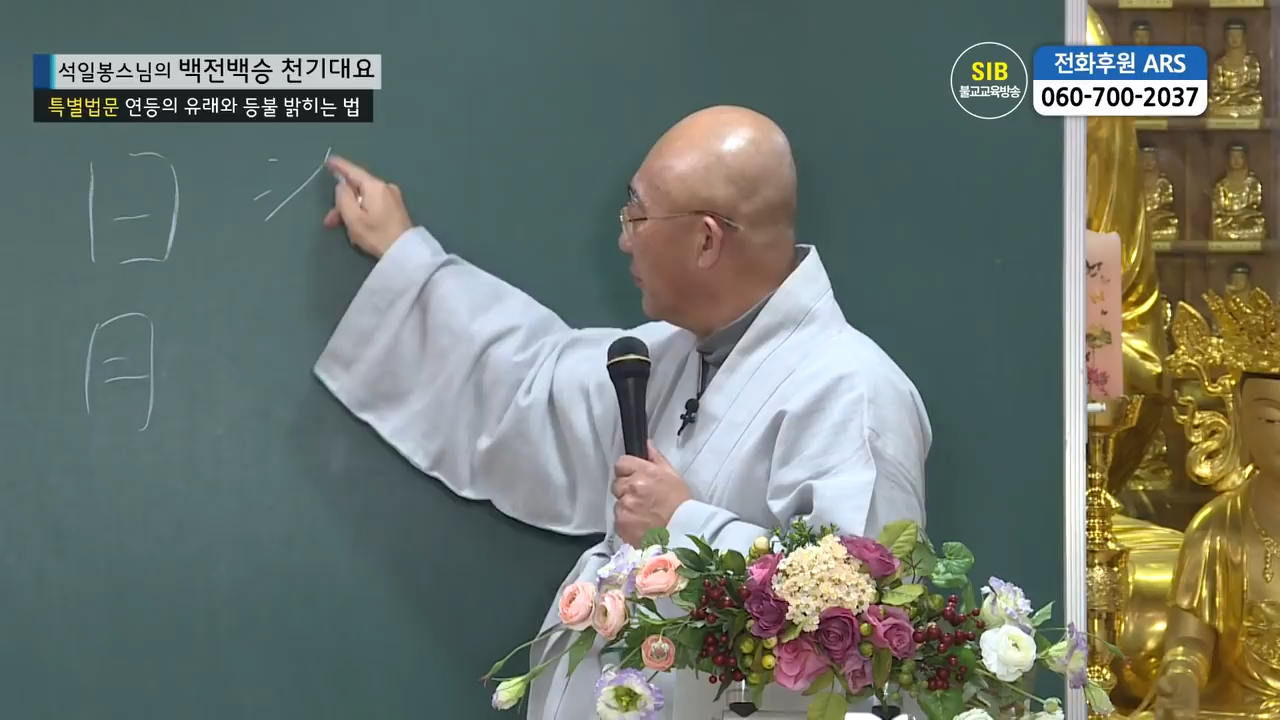 석일봉스님의 백전백승 천기대요
특별법문 연등의 유래와 등불 밝히는 법
SIB
불교교육방송
전화후원 ARS
060-700-2037
日
月